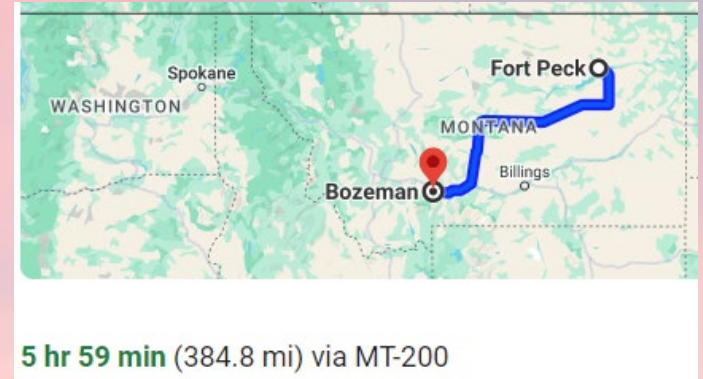 Fort Peck
Spokane
WASHINGTON
MONTANA
Billings
Bozeman
5 hr 59 min (384.8 mi) via MT-200